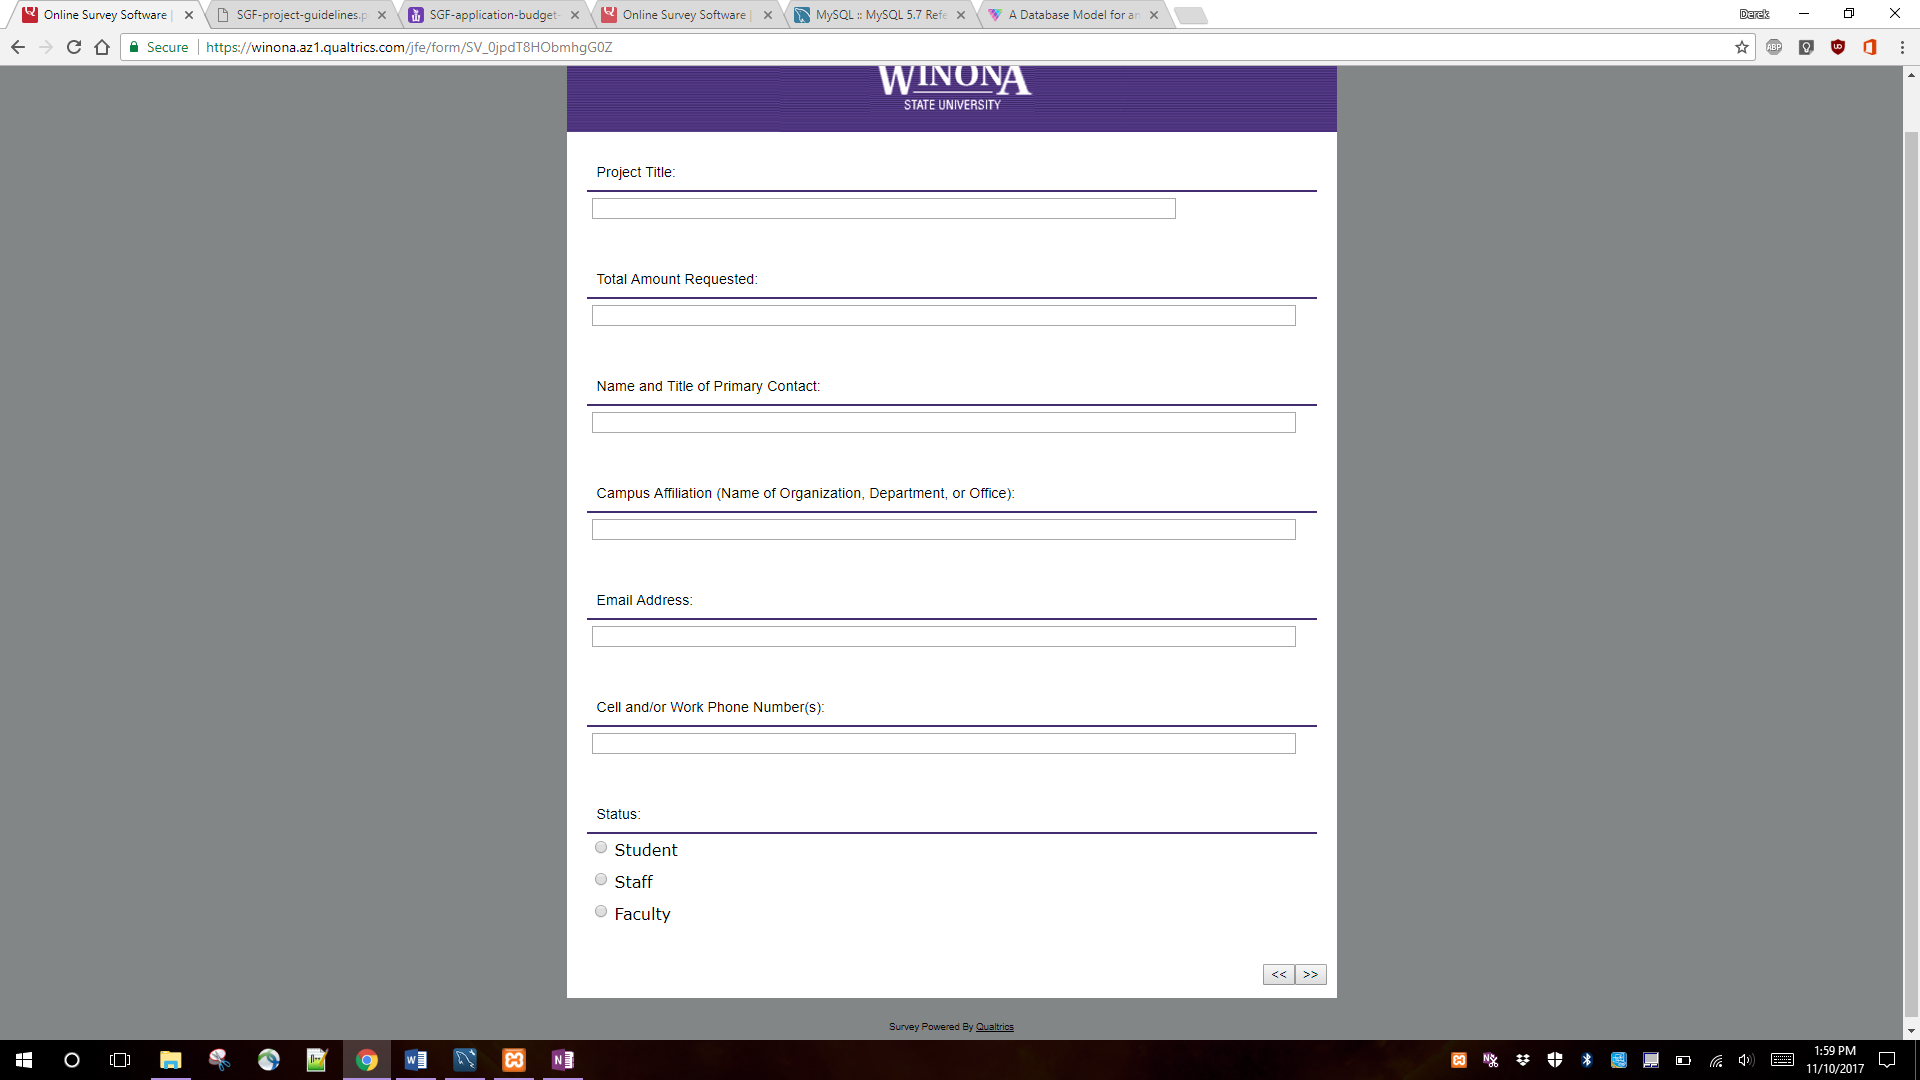 Online Survey Software |
SGF-project-guidelines.p
SGF-application-budget-
Online Survey Software |
MySQL :: MySQL 5.7 Refe
A Database Model for an
Derek
Secure
https://winona.az1.qualtrics.com/jfe/form/SV_0jpdT8HObmhgG0Z
ABP
WINONA
STATE UNIVERSITY
Project Title:
Total Amount Requested:
Name and Title of Primary Contact:
Campus Affiliation (Name of Organization, Department, or Office):
Email Address:
Cell and/or Work Phone Number(s):
Status:
Student
Staff
Faculty
<< >>
Survey Powered By Qualtrics
1:59 PM
11/10/2017